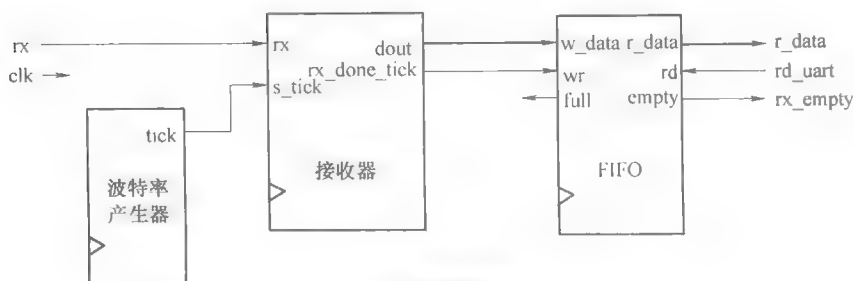 rx
clk
rx
s_tick
dout
rx_done_tick
接收器
tick
波特率
产生器
w_data
r_data
wr
rd
full
empty
FIFO
r_data
rd_uart
rx_empty